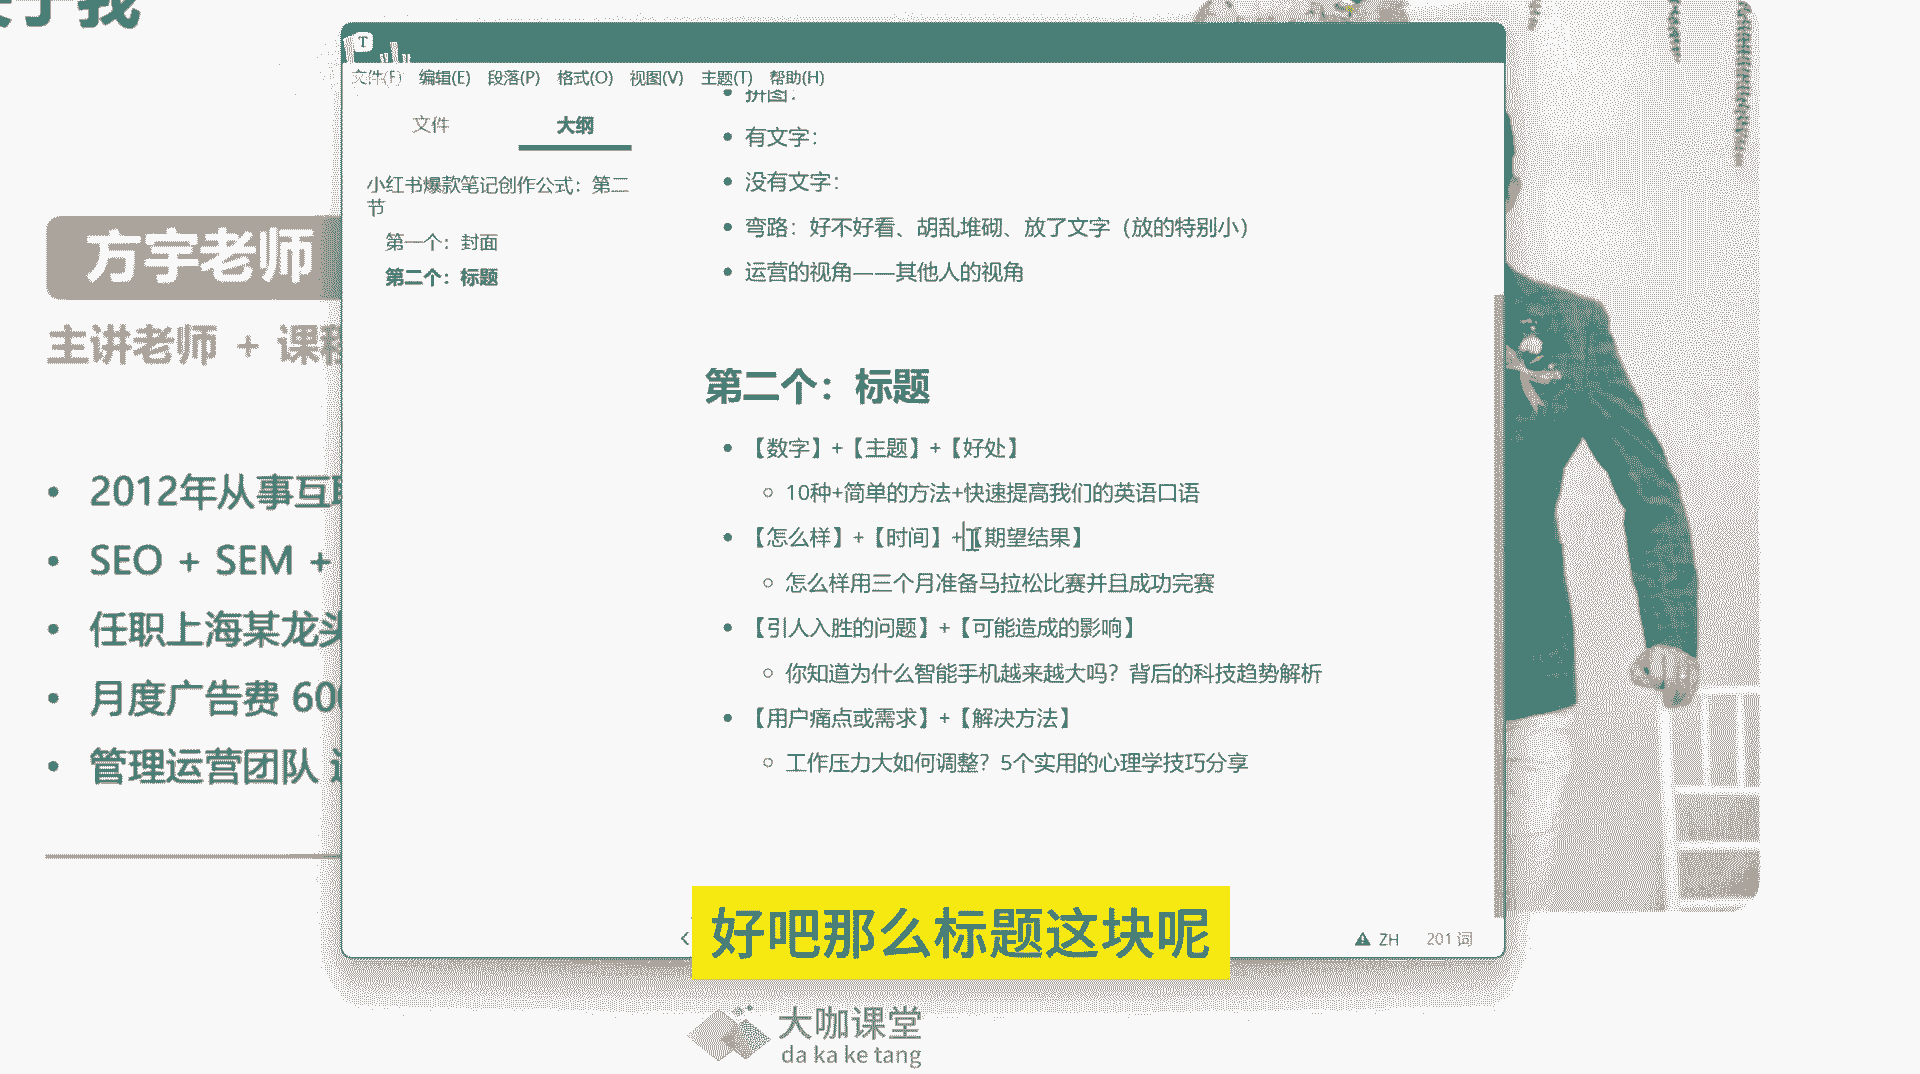 T
文件(F) 编辑(E) 段落(P) 格式(O) 视图(V) 主题(T) 帮助(H)
文件 大纲
小红书爆款笔记创作公式：第二
节
第一个：封面
第二个：标题
拼图：
有文字：
没有文字：
弯路：好不好看、胡乱堆砌、放了文字（放的特别小）
运营的视角——其他人的视角
第二个：标题
【数字】+【主题】+【好处】
10种+简单的方法+快速提高我们的英语口语
【怎么样】+【时间】+【期望结果】
怎么样用三个月准备马拉松比赛并且成功完赛
【引人入胜的问题】+【可能造成的影响】
你知道为什么智能手机越来越大吗？背后的科技趋势解析
【用户痛点或需求】+【解决方法】
工作压力大如何调整？5个实用的心理学技巧分享
ZH 201 词
方宇老师
主讲老师 + 课程
2012年从事互联
SEO + SEM +
任职上海某龙头
月度广告费 600
管理运营团队
好吧那么标题这块呢
大咖课堂
da ka ke tang